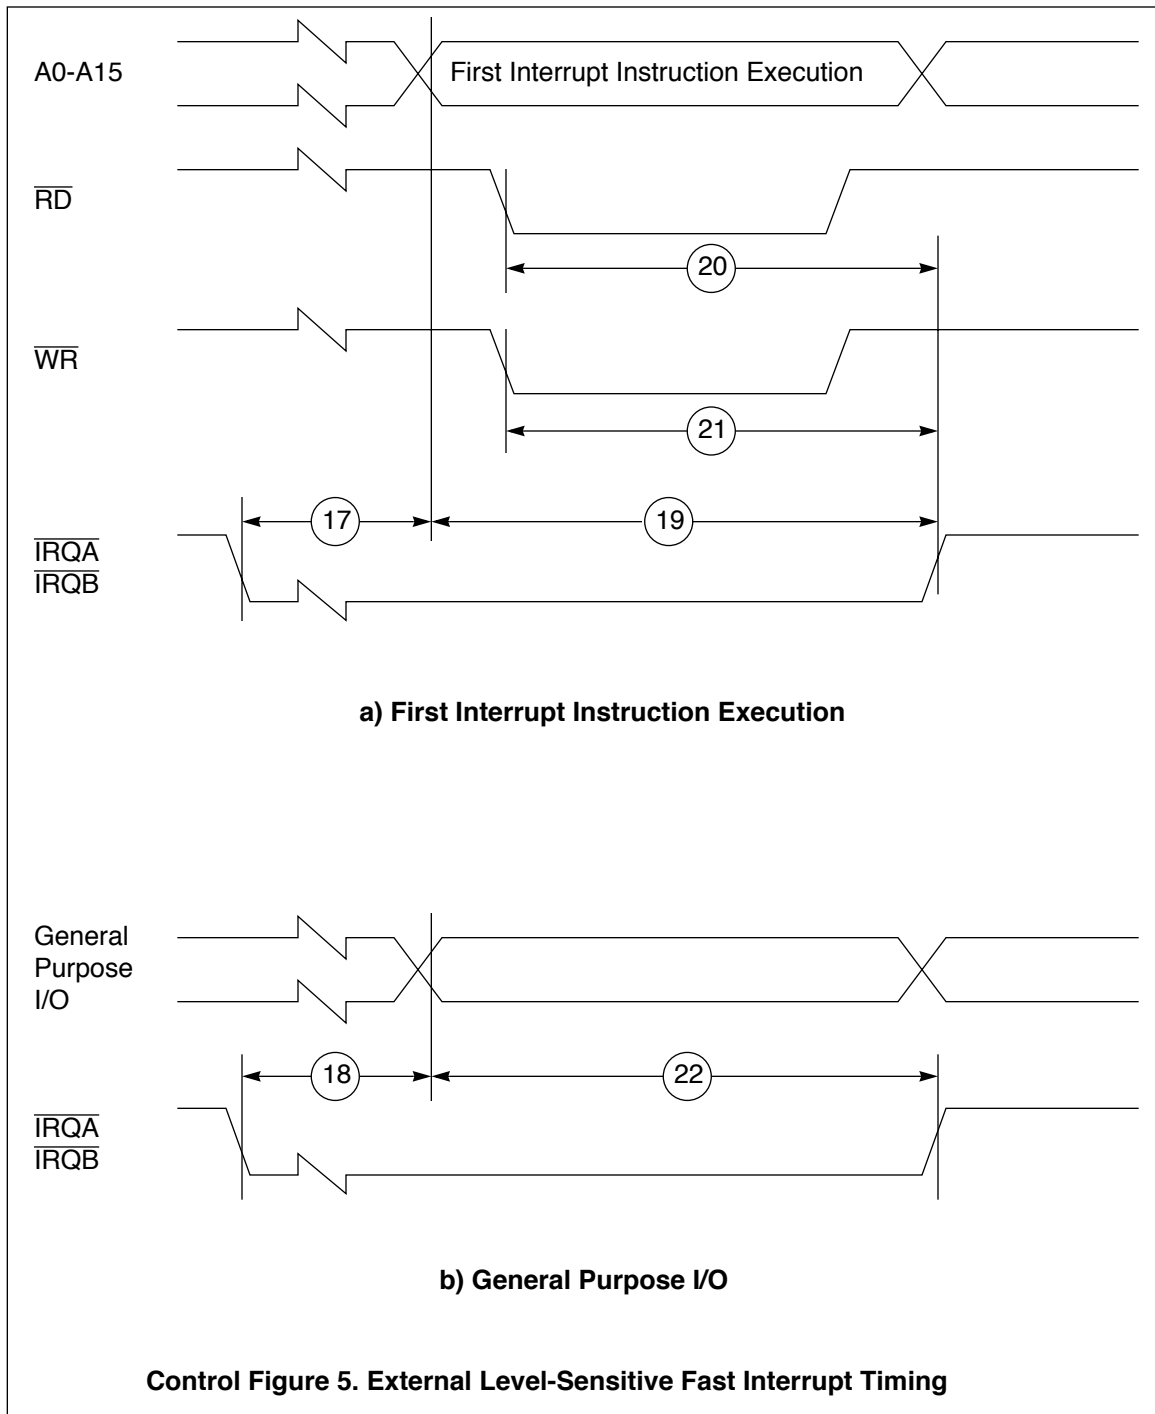 A0-A15
First Interrupt Instruction Execution
RD
20
WR
21
17
19
IRQA
IRQB
a) First Interrupt Instruction Execution
General
Purpose
I/O
18
22
IRQA
IRQB
b) General Purpose I/O
Control Figure 5. External Level-Sensitive Fast Interrupt Timing